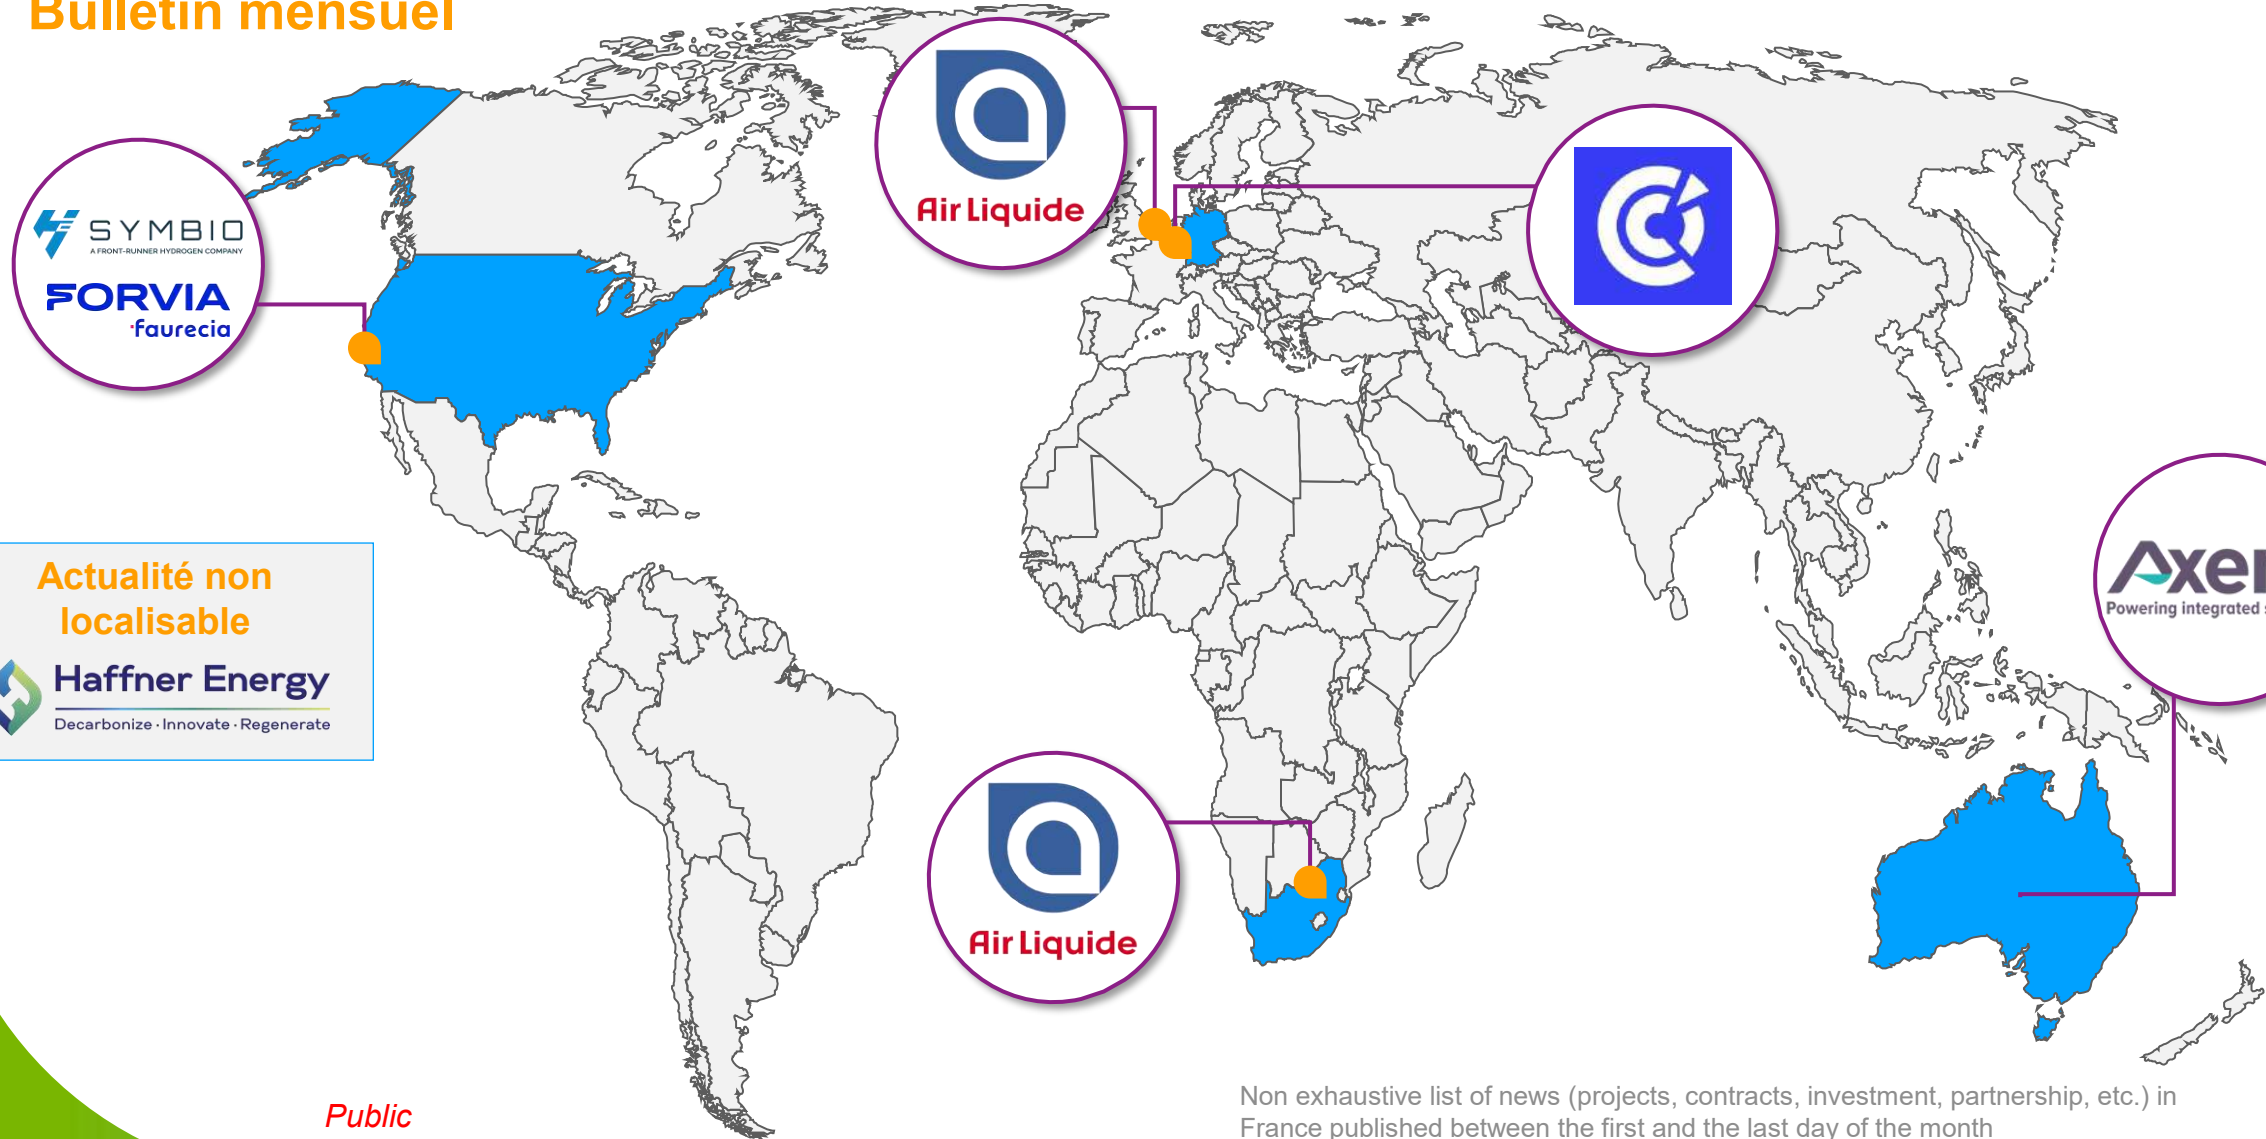 Bulletin mensuel
Air Liquide
SYMBIO
A FRONT-RUNNER HYDROGEN COMPANY
FORVIA
faurecia
Axe
Powering integrated
Actualité non
localisable
Haffner Energy
Decarbonize · Innovate · Regenerate
Air Liquide
Public
Non exhaustive list of news (projects, contracts, investment, partnership, etc.) in
France published between the first and the last day of the month